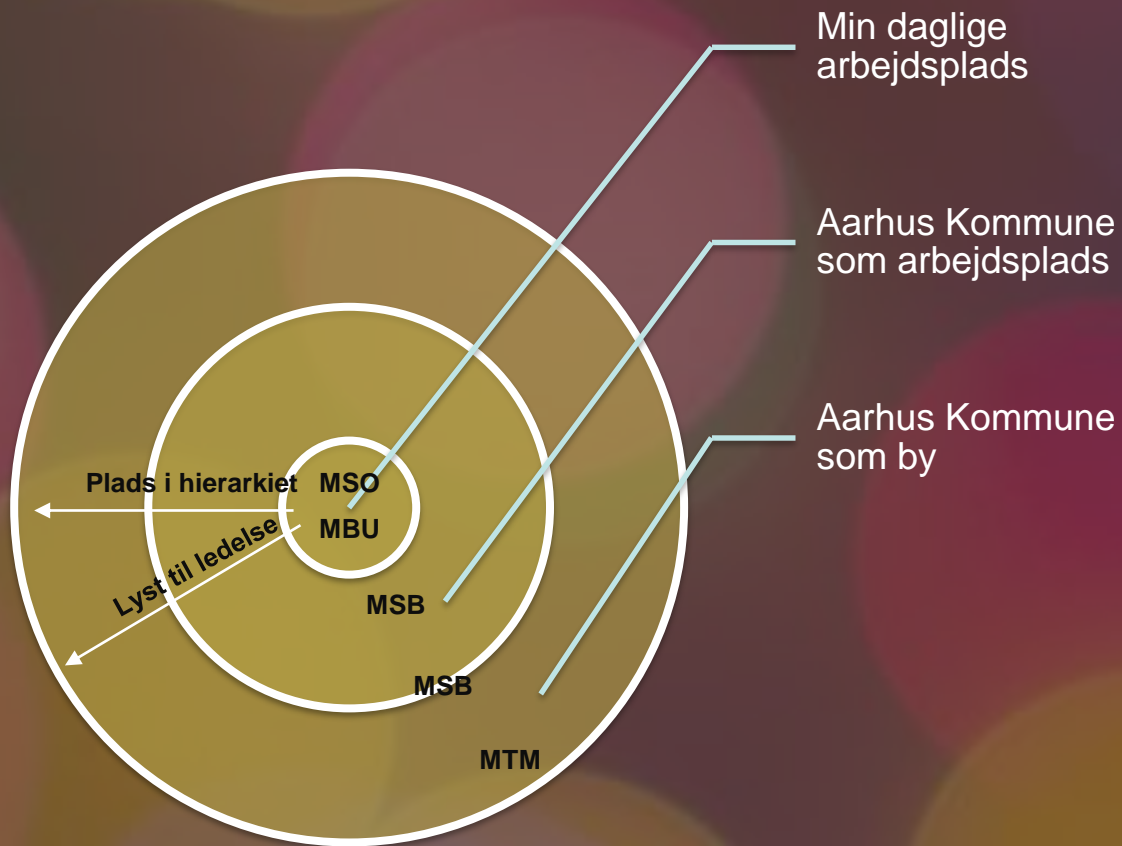 Min daglige
arbejdsplads
Aarhus Kommune
som arbejdsplads
Aarhus Kommune
som by
Plads i hierarkiet
MSO
MBU
Lyst til ledelse
MSB
MSB
MTM